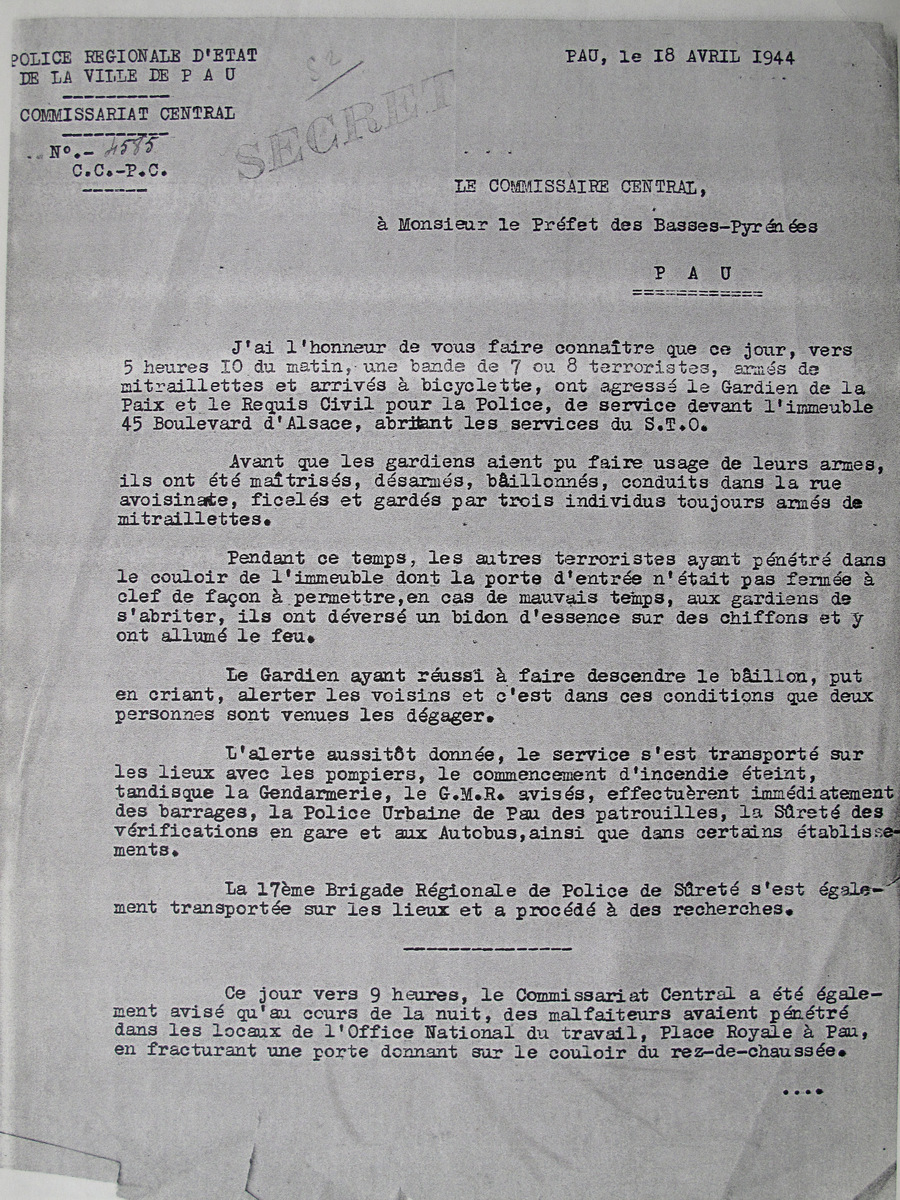 POLICE REGIONALE D'ETAT
DE LA VILLE DE P A U
COMMISSARIAT CENTRAL
N°.- 4585
C.C.-P.C.
S2
SECRET
PAU, le 18 AVRIL 1944
LE COMMISSAIRE CENTRAL,
à Monsieur le Préfet des Basses-Pyrénées
P A U
J'ai l'honneur de vous faire connaître que ce jour, vers
5 heures 10 du matin, une bande de 7 ou 8 terroristes, armés de
mitraillettes et arrivés à bicyclette, ont agressé le Gardien de la
Paix et le Requis Civil pour la Police, de service devant l'immeuble
45 Boulevard d'Alsace, abritant les services du S.T.O.
Avant que les gardiens aient pu faire usage de leurs armes,
ils ont été maîtrisés, désarmés, bâillonnés, conduits dans la rue
avoisinate, ficelés et gardés par trois individus toujours armés de
mitraillettes.
Pendant ce temps, les autres terroristes ayant pénétré dans
le couloir de l'immeuble dont la porte d'entrée n'était pas fermée à
clef de façon à permettre,en cas de mauvais temps, aux gardiens de
s'abriter, ils ont déversé un bidon d'essence sur des chiffons et y
ont allumé le feu.
Le Gardien ayant réussi à faire descendre le bâillon, put
en criant, alerter les voisins et c'est dans ces conditions que deux
personnes sont venues les dégager.
L'alerte aussitôt donnée, le service s'est transporté sur
les lieux avec les pompiers, le commencement d'incendie éteint,
tandisque la Gendarmerie, le G.M.R. avisés, effectuèrent immédiatement
des barrages, la Police Urbaine de Pau des patrouilles, la Sûreté des
vérifications en gare et aux Autobus,ainsi que dans certains établisse-
ments.
La 17ème Brigade Régionale de Police de Sûreté s'est égale-
ment transportée sur les lieux et a procédé à des recherches.
Ce jour vers 9 heures, le Commissariat Central a été égale-
ment avisé qu'au cours de la nuit, des malfaiteurs avaient pénétré
dans les locaux de l'Office National du travail, Place Royale à Pau,
en fracturant une porte donnant sur le couloir du rez-de-chaussée.
....